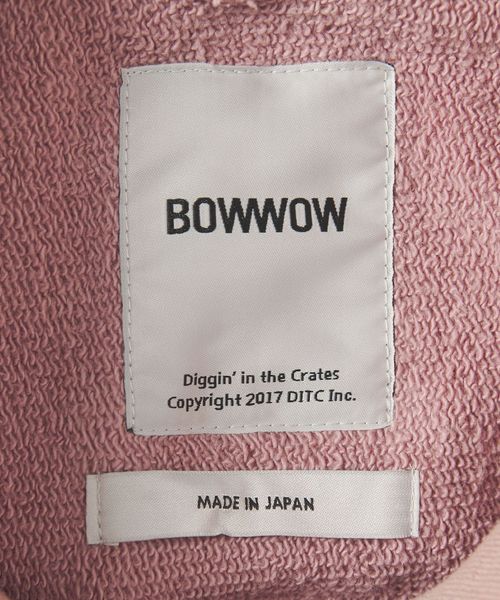 BOWWOW
Diggin' in the Crates
Copyright 2017 DITC Inc.
MADE IN JAPAN